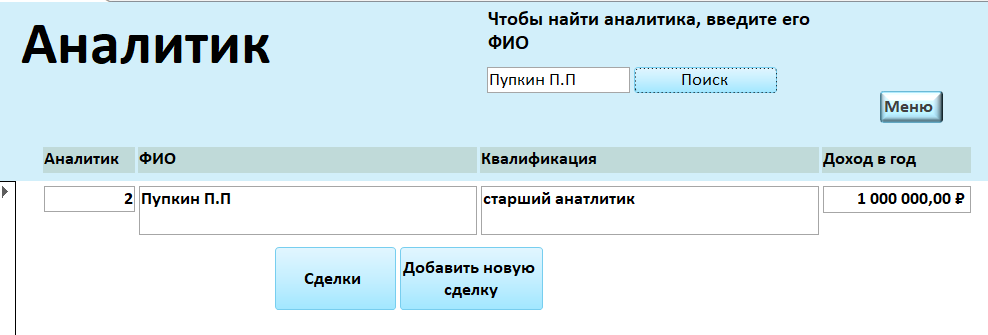 Аналитик
Чтобы найти аналитика, введите его
ФИО
Пупкин П.П Поиск
Меню
Аналитик ФИО Квалификация Доход в год
2 Пупкин П.П старший анатлитик 1 000 000,00 ₽
Сделки Добавить новую
сделку